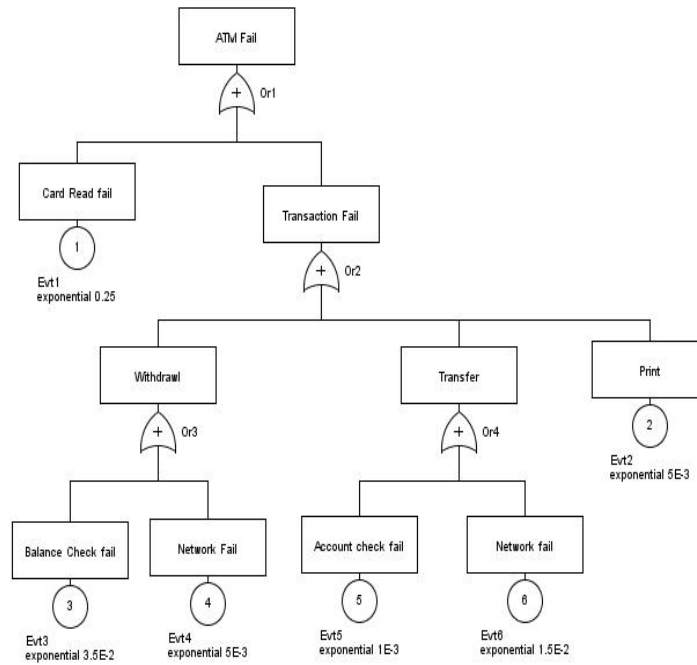 ATM Fail
Or1
Card Read fail
Transaction Fail
1
Evt1
exponential 0.25
Or2
Withdrawl
Transfer
Print
Or3
Or4
2
Evt2
exponential 5E-3
Balance Check fail
Network Fail
Account check fail
Network fail
3
4
5
6
Evt3
exponential 3.5E-2
Evt4
exponential 5E-3
Evt5
exponential 1E-3
Evt6
exponential 1.5E-2